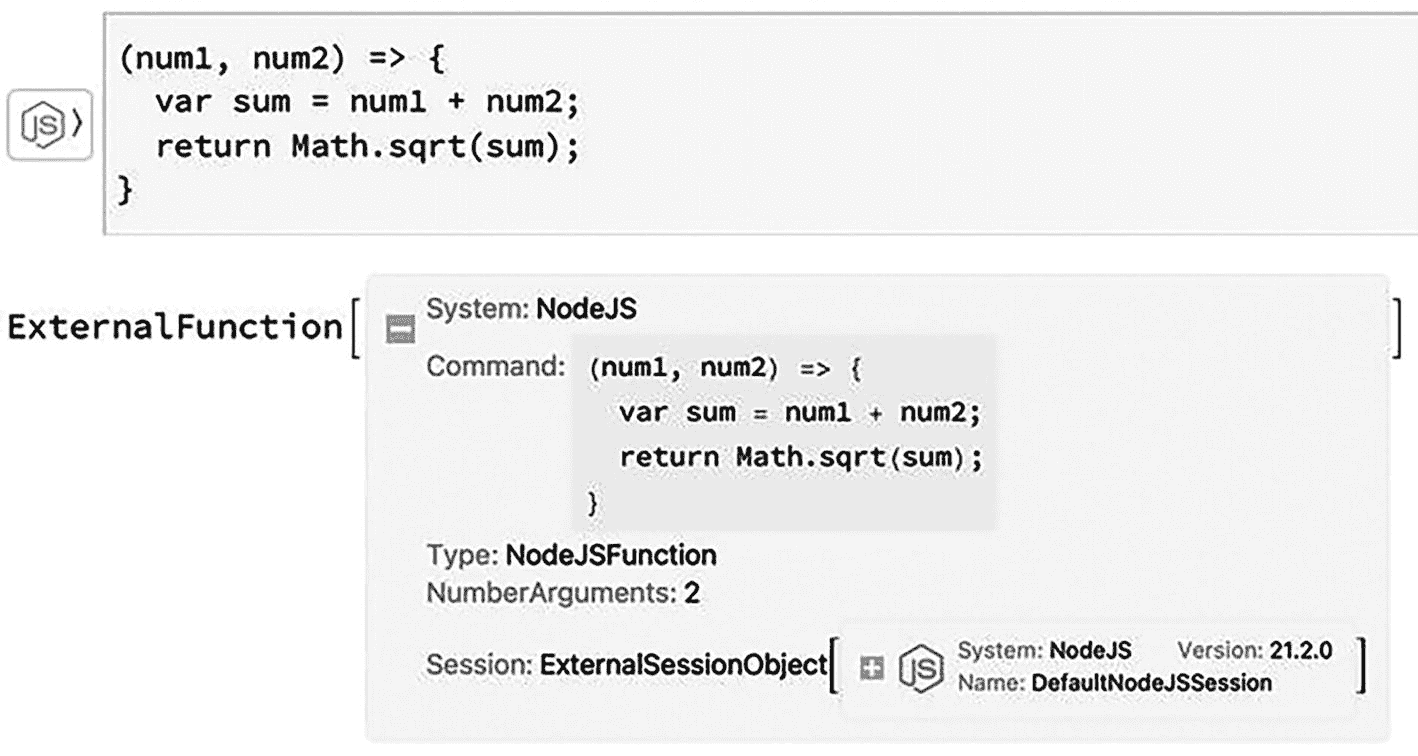 (num1, num2) => {
var sum = num1 + num2;
return Math.sqrt(sum);
}
JS
ExternalFunction[
System: NodeJS
Command: (num1, num2) => {
var sum = num1 + num2;
return Math.sqrt(sum);
}
Type: NodeJSFunction
NumberArguments: 2
Session: ExternalSessionObject[ JS System: NodeJS Version: 21.2.0
Name: DefaultNodeJSSession ]
]